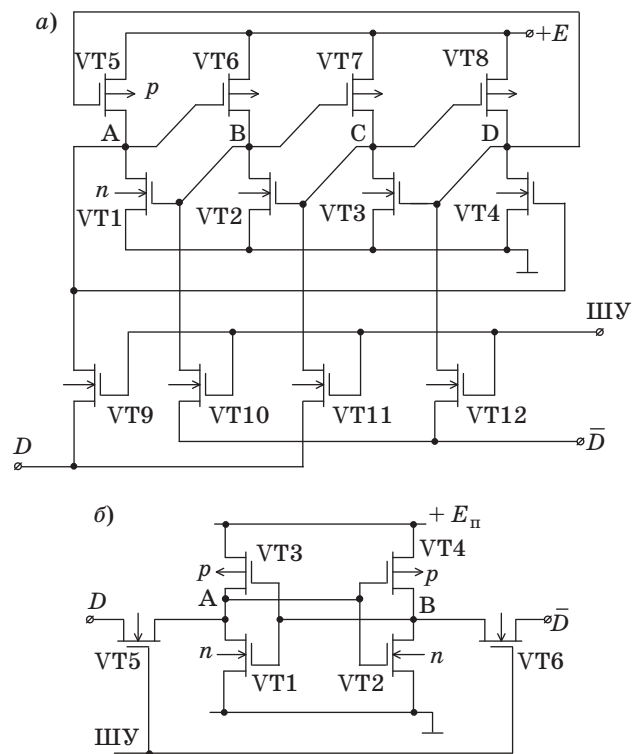 а)
+E
VT5 VT6 VT7 VT8
p
A B C D
n
VT1 VT2 VT3 VT4
ШУ
VT9 VT10 VT11 VT12
D D̅
б)
+ Eп
VT3 VT4
p p
A B
D D̅
VT5 n n VT6
VT1 VT2
ШУ